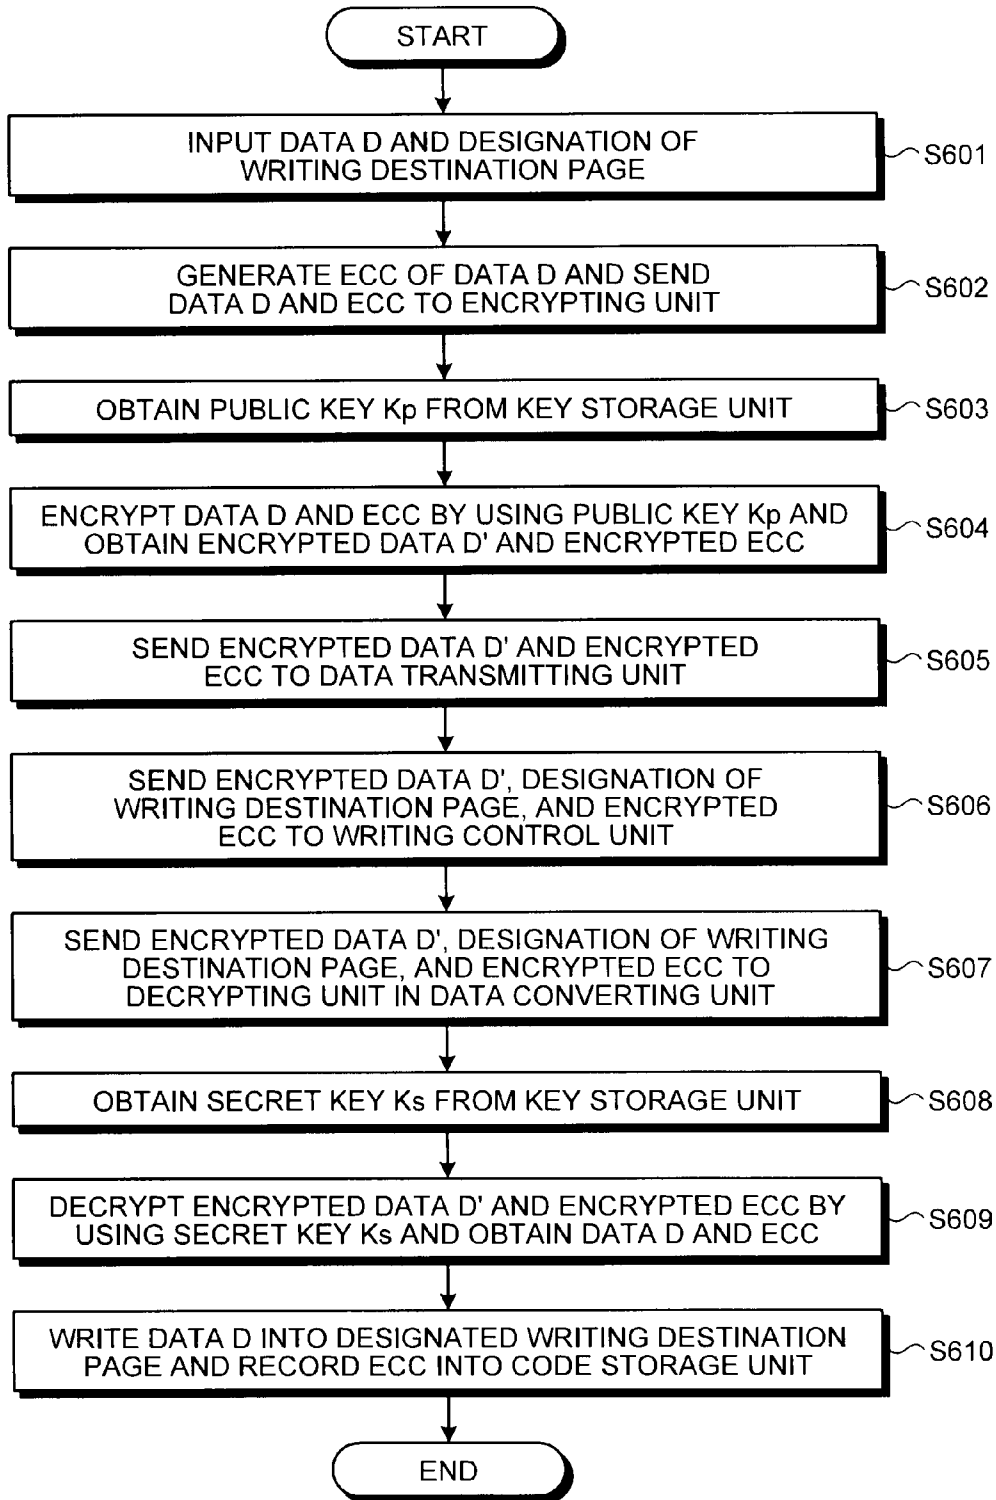 START
INPUT DATA D AND DESIGNATION OF
WRITING DESTINATION PAGE
S601
GENERATE ECC OF DATA D AND SEND
DATA D AND ECC TO ENCRYPTING UNIT
S602
OBTAIN PUBLIC KEY Kp FROM KEY STORAGE UNIT
S603
ENCRYPT DATA D AND ECC BY USING PUBLIC KEY Kp AND
OBTAIN ENCRYPTED DATA D' AND ENCRYPTED ECC
S604
SEND ENCRYPTED DATA D' AND ENCRYPTED
ECC TO DATA TRANSMITTING UNIT
S605
SEND ENCRYPTED DATA D', DESIGNATION OF
WRITING DESTINATION PAGE, AND ENCRYPTED
ECC TO WRITING CONTROL UNIT
S606
SEND ENCRYPTED DATA D', DESIGNATION OF WRITING
DESTINATION PAGE, AND ENCRYPTED ECC TO
DECRYPTING UNIT IN DATA CONVERTING UNIT
S607
OBTAIN SECRET KEY Ks FROM KEY STORAGE UNIT
S608
DECRYPT ENCRYPTED DATA D' AND ENCRYPTED ECC BY
USING SECRET KEY Ks AND OBTAIN DATA D AND ECC
S609
WRITE DATA D INTO DESIGNATED WRITING DESTINATION
PAGE AND RECORD ECC INTO CODE STORAGE UNIT
S610
END